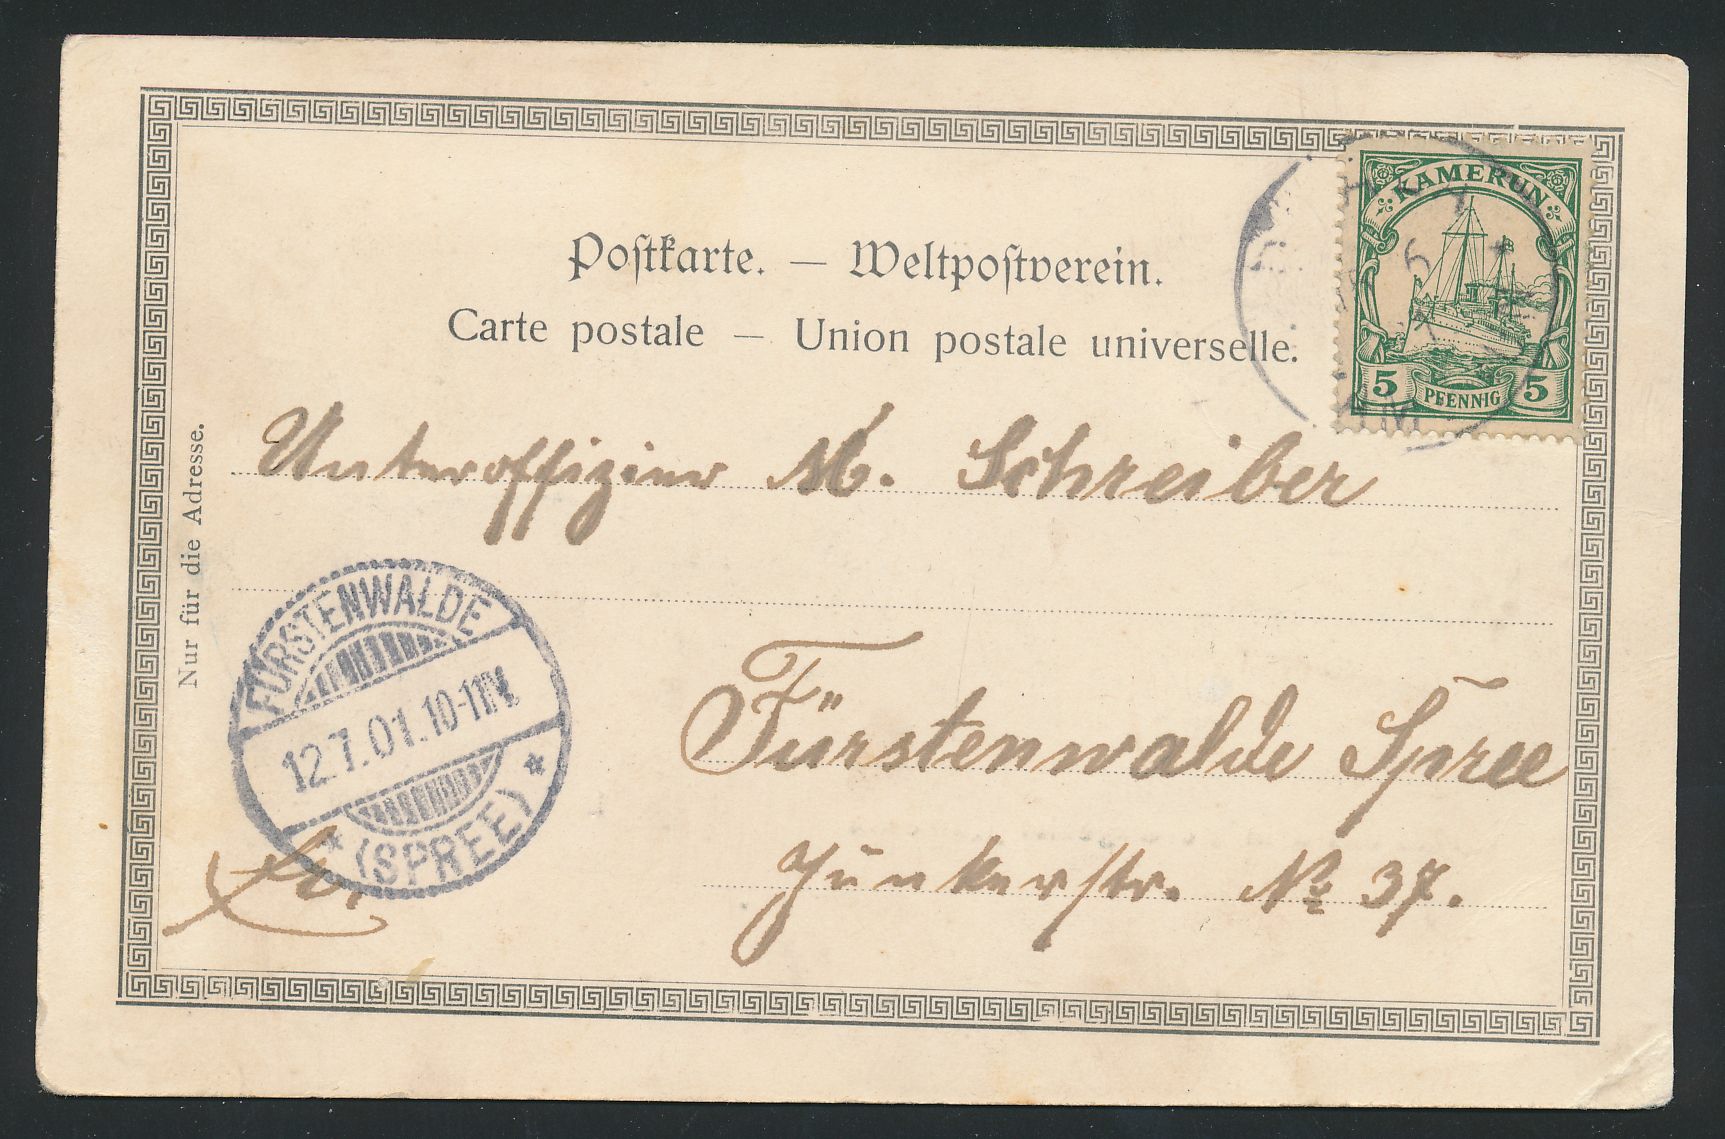 Postkarte. — Weltpostverein.
Carte postale — Union postale universelle.
KAMERUN
5 PFENNIG 5
Nur für die Adresse.
Unteroffizier M. Schreiber
Fürstenwalde Spree
Junkerstr. № 37.
FÜRSTENWALDE
12.7.01.10-11V.
* (SPREE) *